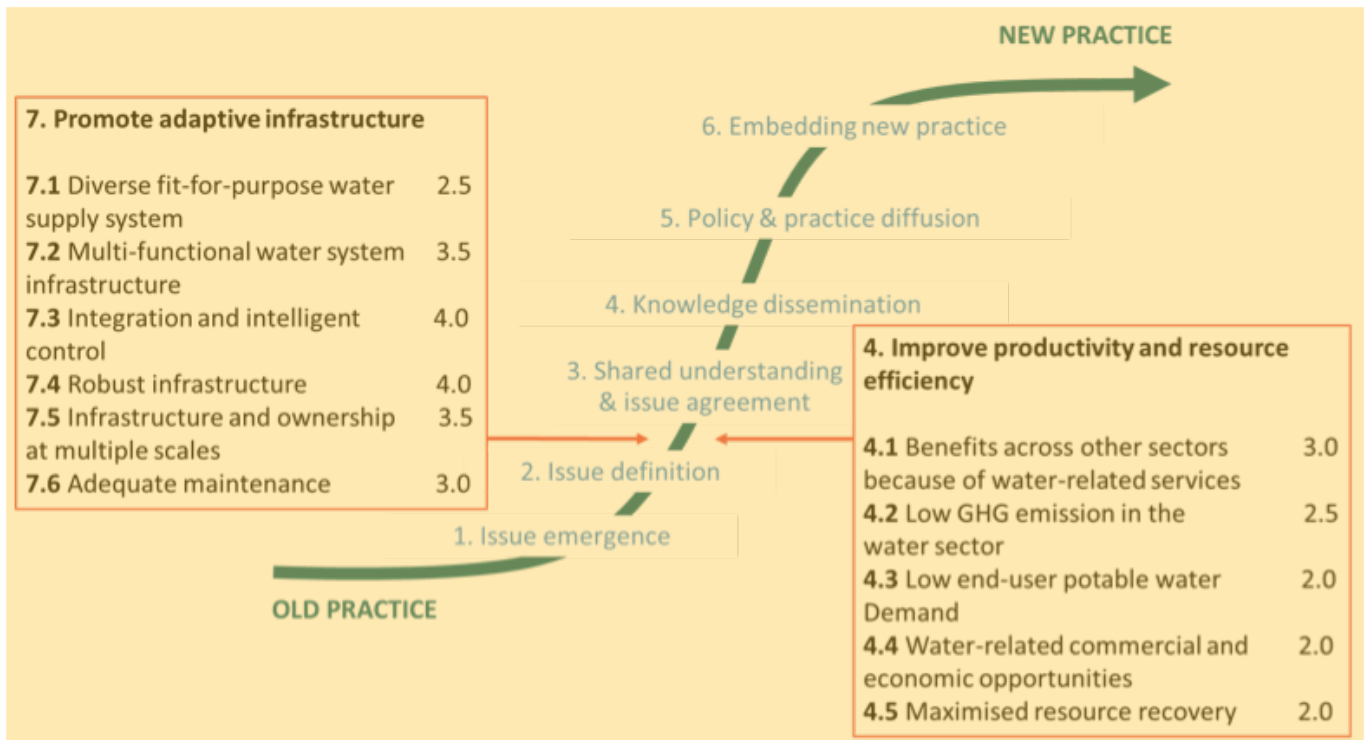 NEW PRACTICE
7. Promote adaptive infrastructure
7.1 Diverse fit-for-purpose water 2.5
supply system
7.2 Multi-functional water system 3.5
infrastructure
7.3 Integration and intelligent 4.0
control
7.4 Robust infrastructure 4.0
7.5 Infrastructure and ownership 3.5
at multiple scales
7.6 Adequate maintenance 3.0
6. Embedding new practice
5. Policy & practice diffusion
4. Knowledge dissemination
3. Shared understanding
& issue agreement
2. Issue definition
1. Issue emergence
OLD PRACTICE
4. Improve productivity and resource
efficiency
4.1 Benefits across other sectors 3.0
because of water-related services
4.2 Low GHG emission in the 2.5
water sector
4.3 Low end-user potable water 2.0
Demand
4.4 Water-related commercial and 2.0
economic opportunities
4.5 Maximised resource recovery 2.0